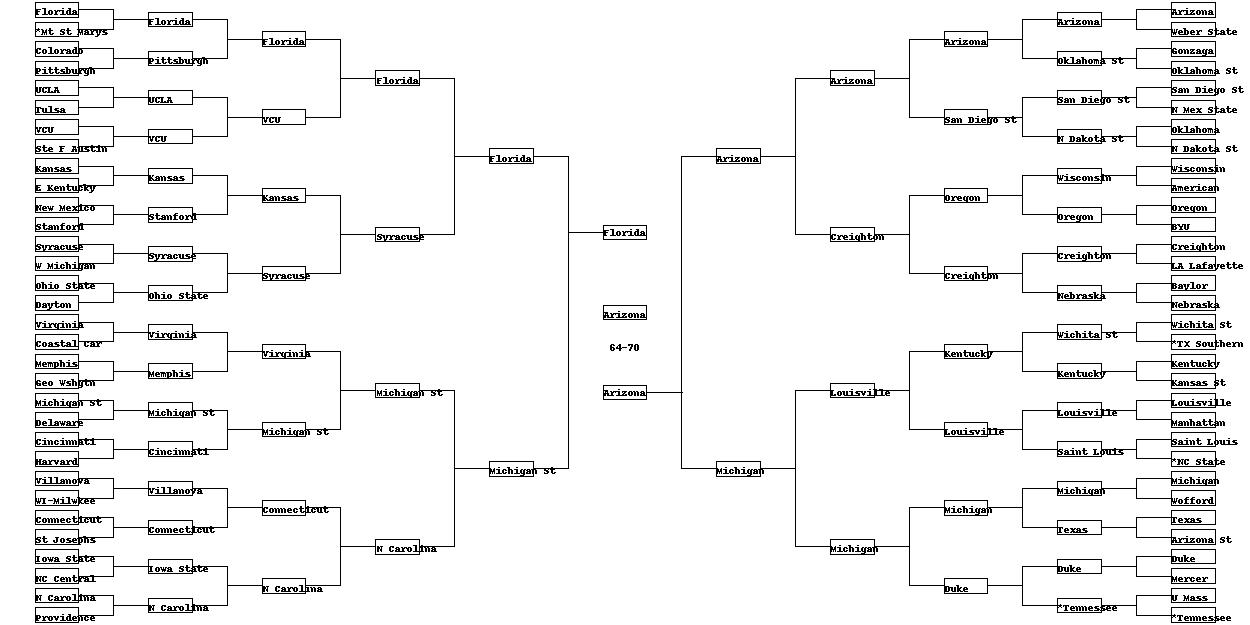 Florida
*Mt St Marys
Colorado
Pittsburgh
UCLA
Tulsa
VCU
Ste F Austin
Kansas
E Kentucky
New Mexico
Stanford
Syracuse
W Michigan
Ohio State
Dayton
Virginia
Coastal Car
Memphis
Geo Wshgtn
Michigan St
Delaware
Cincinnati
Harvard
Villanova
WI-Milwkee
Connecticut
St Josephs
Iowa State
NC Central
N Carolina
Providence
Florida
Pittsburgh
UCLA
VCU
Kansas
Stanford
Syracuse
Ohio State
Virginia
Memphis
Michigan St
Cincinnati
Villanova
Connecticut
Iowa State
N Carolina
Florida
VCU
Kansas
Syracuse
Virginia
Michigan St
Connecticut
N Carolina
Florida
Syracuse
Michigan St
N Carolina
Florida
Michigan St
Florida
Arizona
64-70
Arizona
Arizona
Michigan
Arizona
Creighton
Louisville
Michigan
Arizona
San Diego St
Oregon
Creighton
Kentucky
Louisville
Michigan
Duke
Arizona
Oklahoma St
San Diego St
N Dakota St
Wisconsin
Oregon
Creighton
Nebraska
Wichita St
Kentucky
Louisville
Saint Louis
Michigan
Texas
Duke
*Tennessee
Arizona
Weber State
Gonzaga
Oklahoma St
San Diego St
N Mex State
Oklahoma
N Dakota St
Wisconsin
American
Oregon
BYU
Creighton
LA Lafayette
Baylor
Nebraska
Wichita St
*TX Southern
Kentucky
Kansas St
Louisville
Manhattan
Saint Louis
*NC State
Michigan
Wofford
Texas
Arizona St
Duke
Mercer
U Mass
*Tennessee